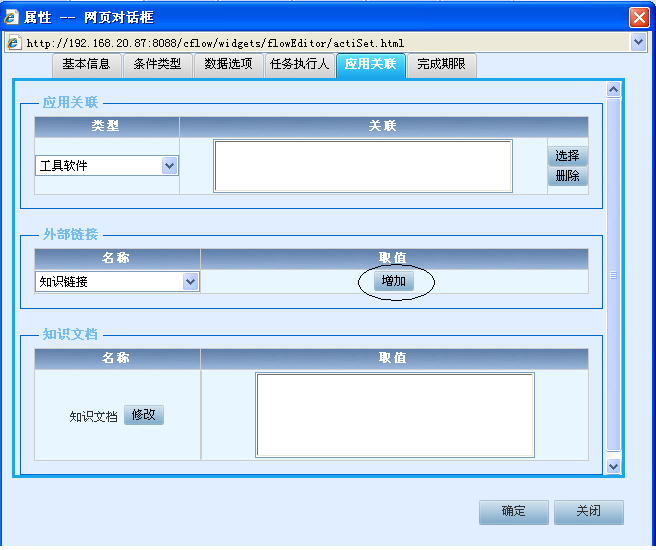 属性 -- 网页对话框
http://192.168.20.87:8088/cflow/widgets/flowEditor/actiSet.html
基本信息 条件类型 数据选项 任务执行人 应用关联 完成期限
应用关联
类型 关联
工具软件 选择
删除
外部链接
名称 取值
知识链接 增加
知识文档
名称 取值
知识文档 修改
确定 关闭